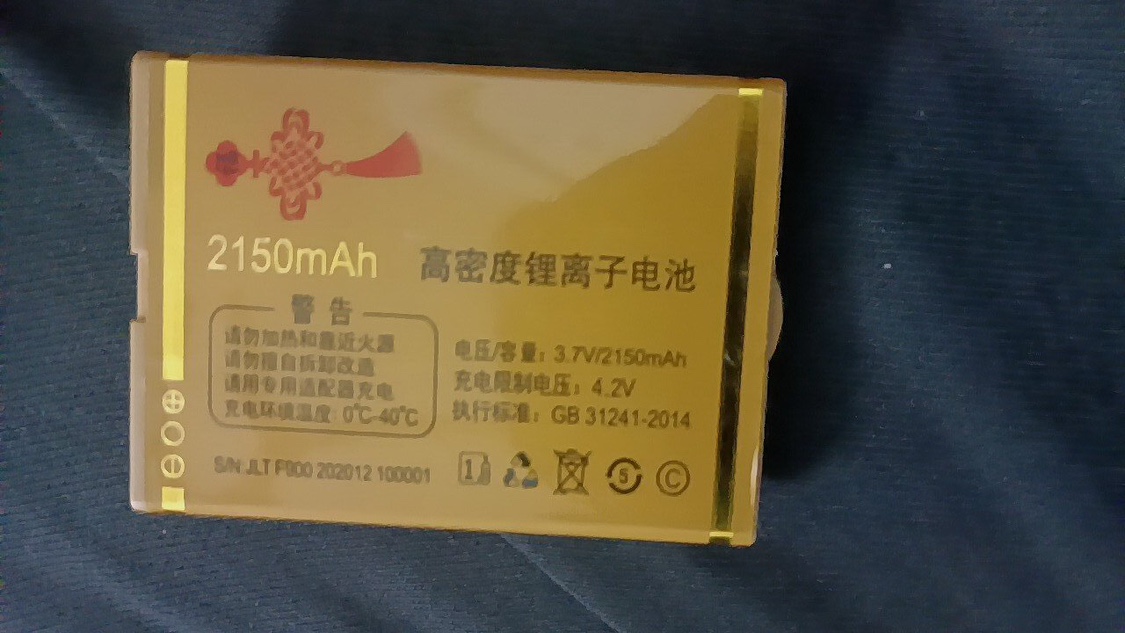 2150mAh
高密度锂离子电池
警告
请勿加热和靠近火源
请勿擅自拆卸改造
请用专用适配器充电
充电环境温度 0℃-40℃
电压/容量：3.7V/2150mAh
充电限制电压：4.2V
执行标准：GB 31241-2014
S/N JLT F900 202012 100001
1
5
C